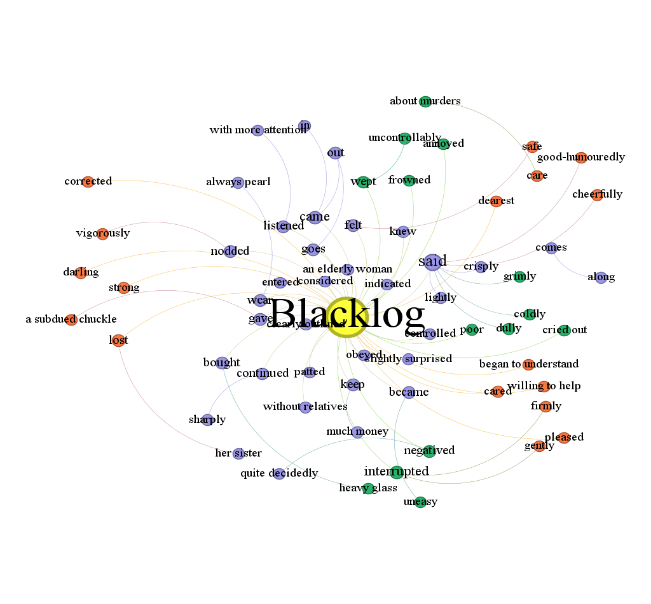 about murders
with more attention
in
uncontrollably
annoyed
out
safe
good-humouredly
corrected
always pearl
wept
frowned
care
cheerfully
dearest
came
listened
felt
knew
vigorously
nodded
goes
said
comes
darling
an elderly woman
crisply
strong
entered
considered
indicated
grimly
along
wear
lightly
Blacklog
a subdued chuckle
gave
coldly
lost
controlled
poor
dully
cried out
obeyed
slightly surprised
bought
continued
patted
began to understand
keep
became
cared
willing to help
without relatives
firmly
sharply
much money
pleased
her sister
negatived
gently
quite decidedly
interrupted
heavy glass
uneasy